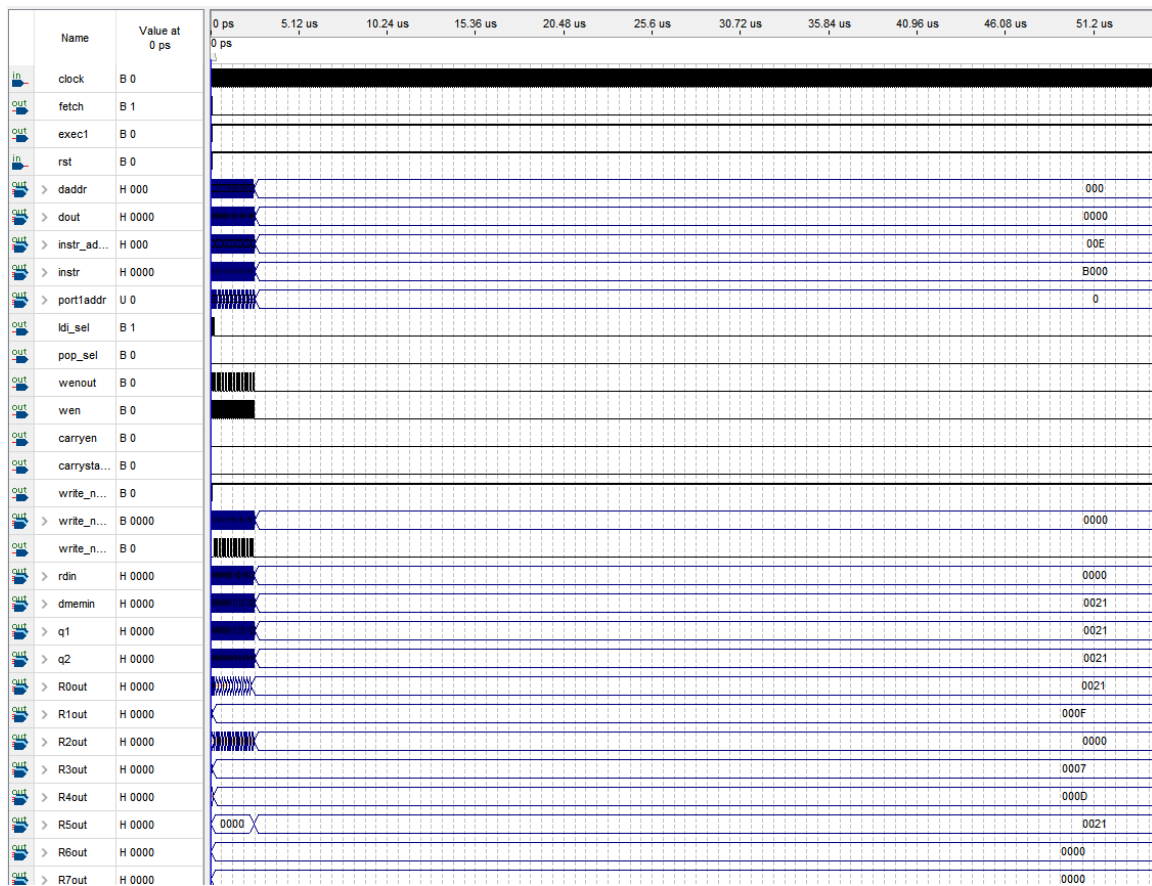 Name Value at 0 ps
0 ps 5.12 us 10.24 us 15.36 us 20.48 us 25.6 us 30.72 us 35.84 us 40.96 us 46.08 us 51.2 us
0 ps
in clock B 0
out fetch B 1
out exec1 B 0
in rst B 0
out > daddr H 000 000
out > dout H 0000 0000
out > instr_ad... H 000 00E
out > instr H 0000 B000
out > port1addr U 0 0
out ldi_sel B 1
out pop_sel B 0
out wenout B 0
out wen B 0
out carryen B 0
out carrysta... B 0
out write_n... B 0
out > write_n... B 0000 0000
out write_n... B 0
out > rdin H 0000 0000
out > dmemin H 0000 0021
out > q1 H 0000 0021
out > q2 H 0000 0021
out > R0out H 0000 0021
out > R1out H 0000 000F
out > R2out H 0000 0000
out > R3out H 0000 0007
out > R4out H 0000 000D
out > R5out H 0000 0000 0021
out > R6out H 0000 0000
out > R7out H 0000 0000